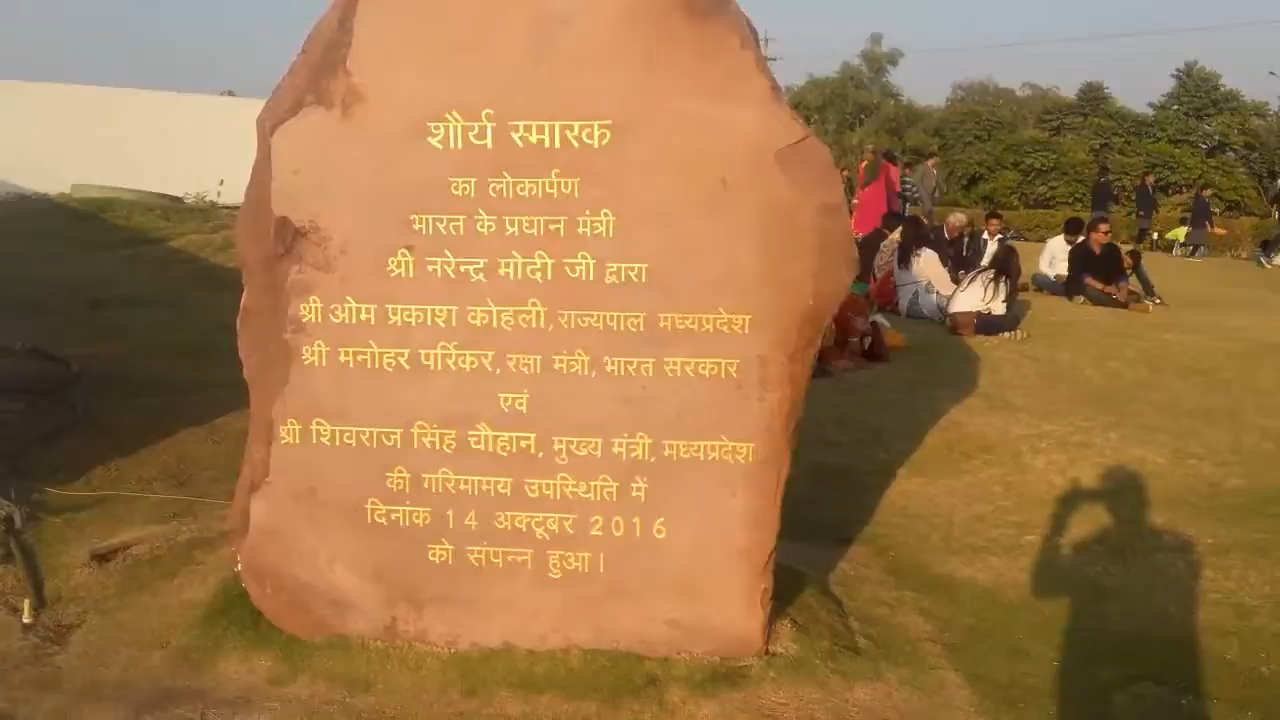 शौर्य स्मारक
का लोकार्पण
भारत के प्रधान मंत्री
श्री नरेन्द्र मोदी जी द्वारा
श्री ओम प्रकाश कोहली, राज्यपाल मध्यप्रदेश
श्री मनोहर पर्रिकर, रक्षा मंत्री, भारत सरकार
एवं
श्री शिवराज सिंह चौहान, मुख्य मंत्री, मध्यप्रदेश
की गरिमामय उपस्थिति में
दिनांक 14 अक्टूबर 2016
को संपन्न हुआ।